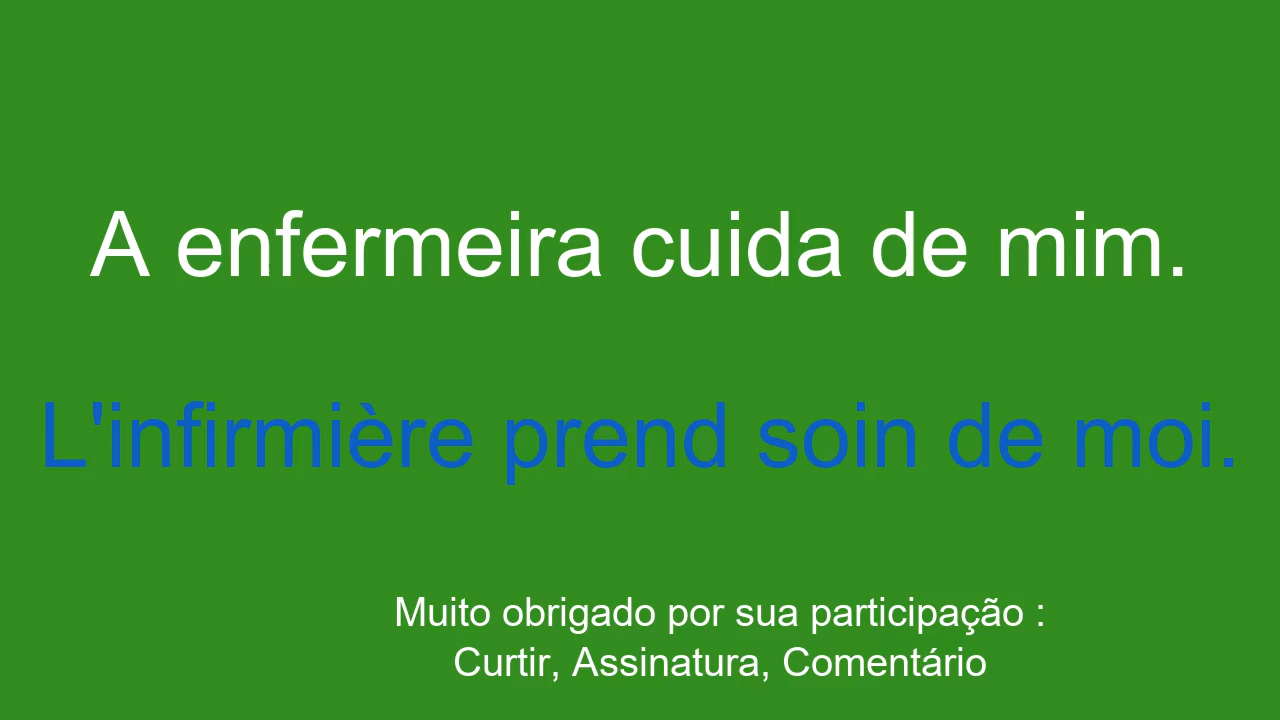 A enfermeira cuida de mim.
L'infirmière prend soin de moi.
Muito obrigado por sua participação :
Curtir, Assinatura, Comentário